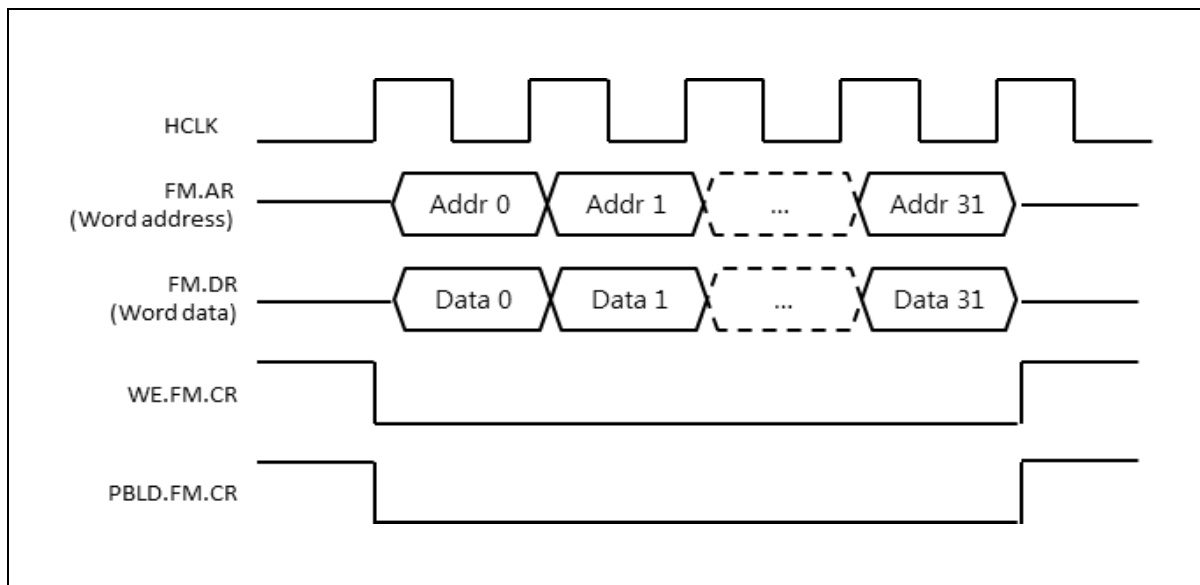 HCLK
FM.AR
(Word address)
Addr 0
Addr 1
...
Addr 31
FM.DR
(Word data)
Data 0
Data 1
...
Data 31
WE.FM.CR
PBLD.FM.CR